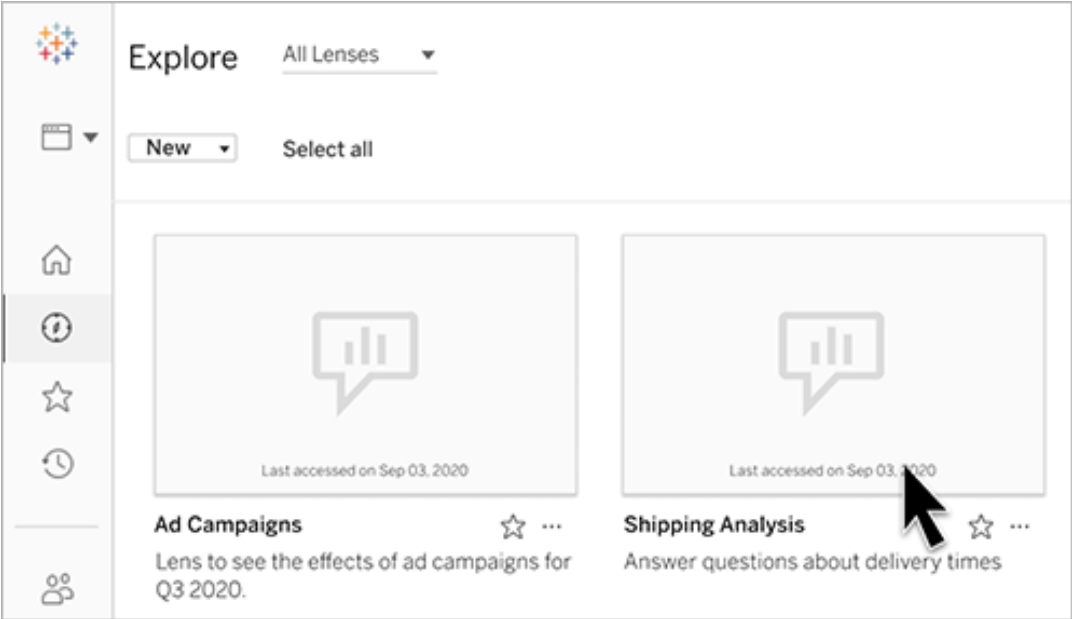 Explore
All Lenses
New
Select all
Last accessed on Sep 03, 2020
Last accessed on Sep 03, 2020
Ad Campaigns
Lens to see the effects of ad campaigns for
Q3 2020.
Shipping Analysis
Answer questions about delivery times